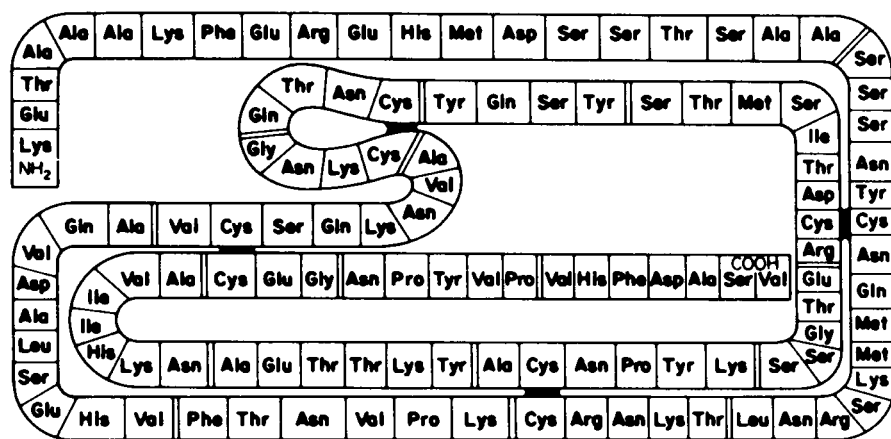 Ala Ala Lys Phe Glu Arg Glu His Met Asp Ser Ser Thr Ser Ala Ala
Ala
Thr
Glu
Lys
NH2
Ser
Ser
Ser
Asn
Tyr
Cys
Asn
Gln
Met
Met
Lys
Ser
Thr Asn Cys Tyr Gln Ser Tyr Ser Thr Met Ser
Gln
Gly
Asn Lys Cys Ala
Val
Asn
Ile
Thr
Asp
Cys
Arg
Glu
Thr
Gly
Ser
Gln Ala Val Cys Ser Gln Lys
Val
Asp
Ala
Leu
Ser
Glu
COOH
Val Ala Cys Glu Gly Asn Pro Tyr Val Pro Val His Phe Asp Ala Ser Val
Ile
Ile
His
Lys Asn Ala Glu Thr Thr Lys Tyr Ala Cys Asn Pro Tyr Lys Ser
His Val Phe Thr Asn Val Pro Lys Cys Arg Asn Lys Thr Leu Asn Arg